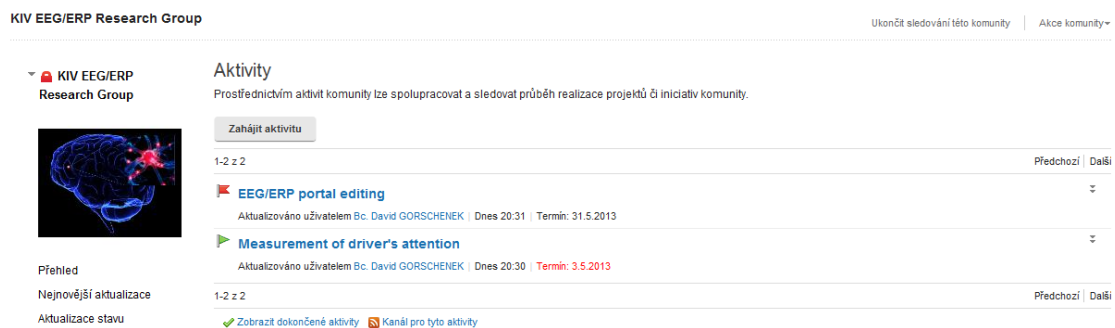 KIV EEG/ERP Research Group
Ukončit sledování této komunity | Akce komunity
KIV EEG/ERP
Research Group
Aktivity
Prostřednictvím aktivit komunity lze spolupracovat a sledovat průběh realizace projektů či iniciativ komunity.
Zahájit aktivitu
1-2 z 2
Předchozí | Další
EEG/ERP portal editing
Aktualizováno uživatelem Bc. David GORSCHENEK | Dnes 20:31 | Termín: 31.5.2013
Measurement of driver's attention
Aktualizováno uživatelem Bc. David GORSCHENEK | Dnes 20:30 | Termín: 3.5.2013
1-2 z 2
Předchozí | Další
Zobrazit dokončené aktivity Kanál pro tyto aktivity
Přehled
Nejnovější aktualizace
Aktualizace stavu